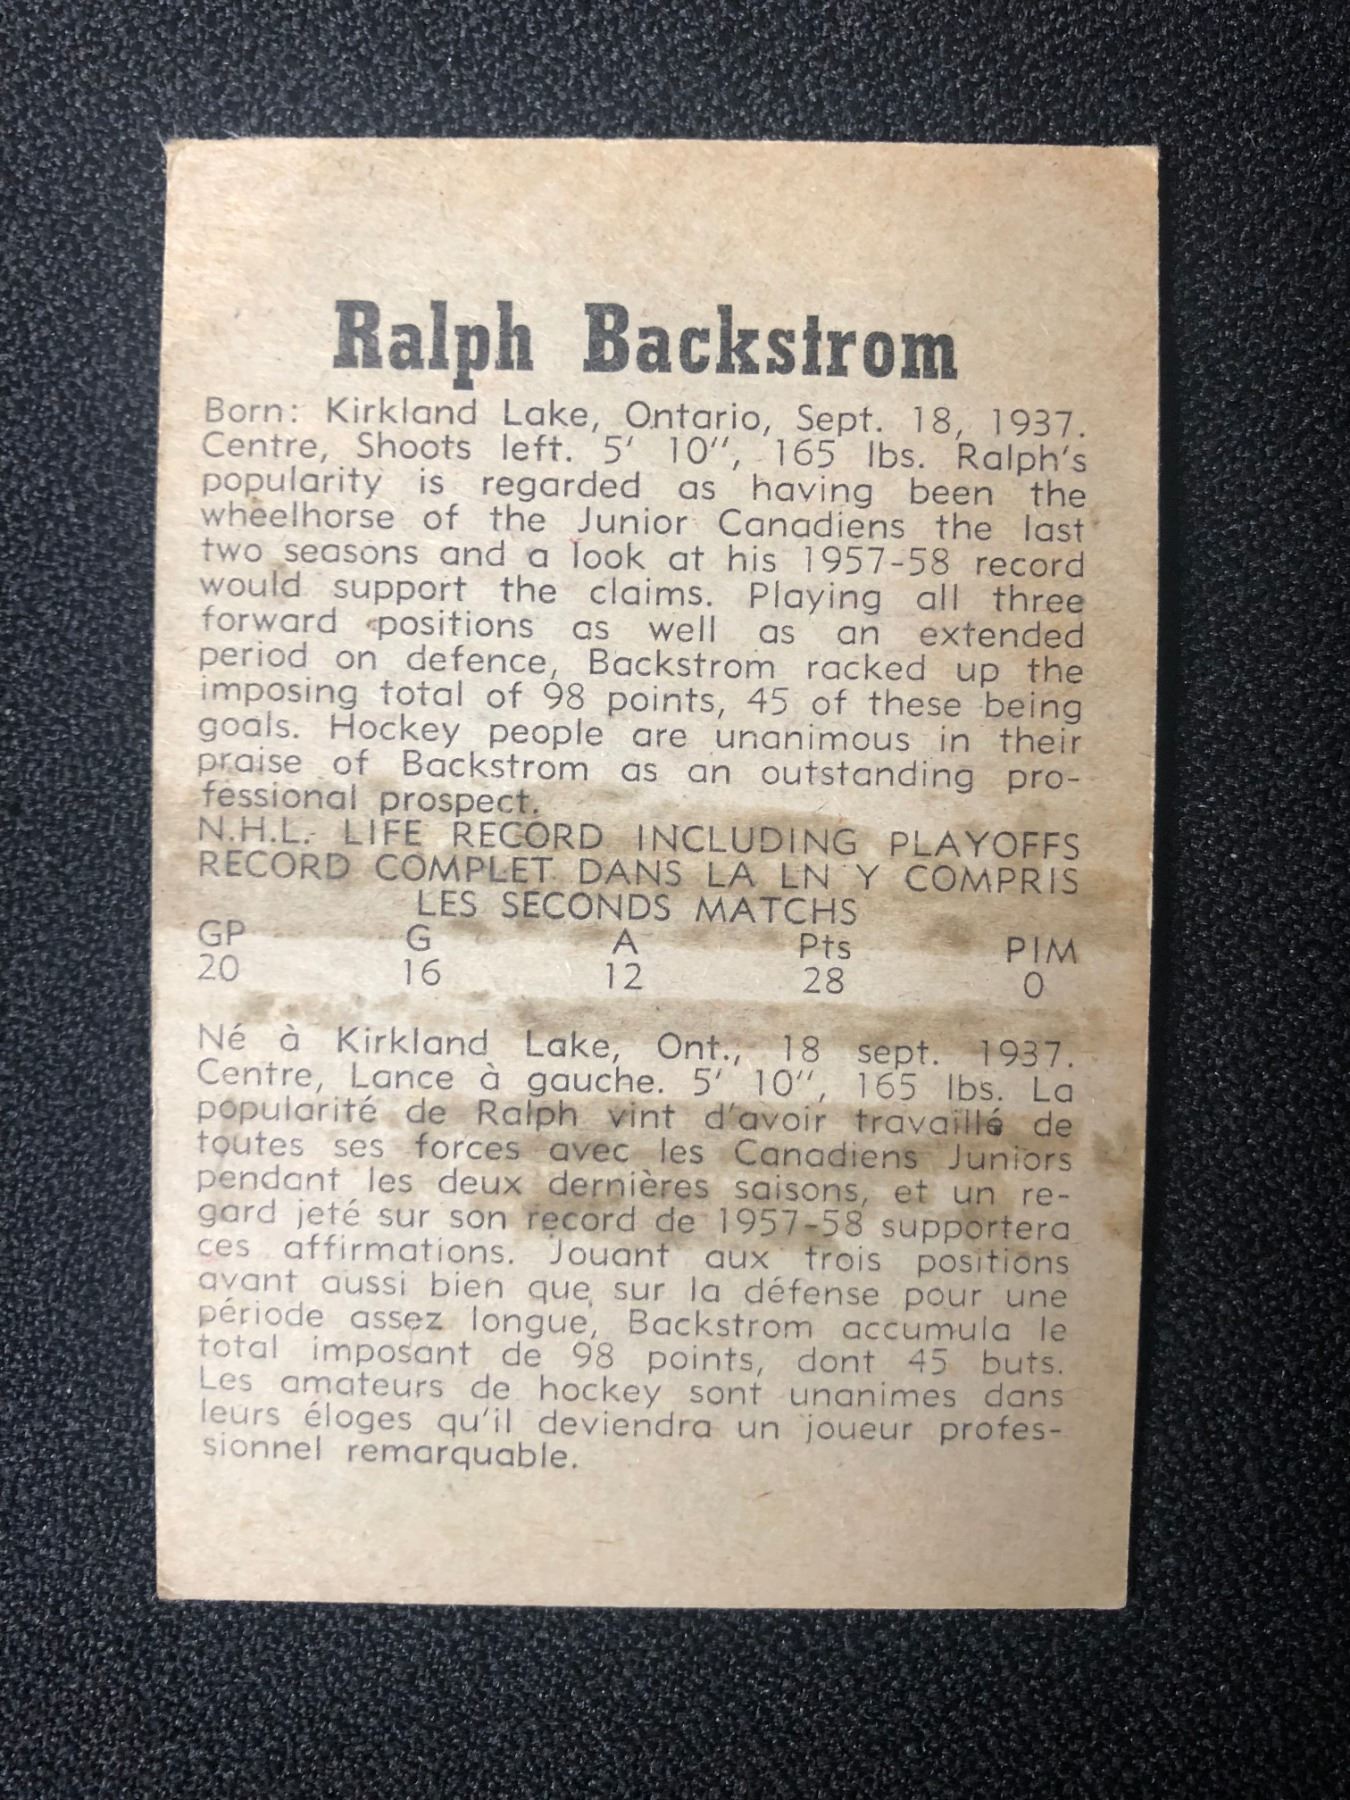 Ralph Backstrom
Born: Kirkland Lake, Ontario, Sept. 18, 1937.
Centre, Shoots left. 5' 10'', 165 lbs. Ralph's
popularity is regarded as having been the
wheelhorse of the Junior Canadiens the last
two seasons and a look at his 1957-58 record
would support the claims. Playing all three
forward positions as well as an extended
period on defence, Backstrom racked up the
imposing total of 98 points, 45 of these being
goals. Hockey people are unanimous in their
praise of Backstrom as an outstanding pro-
fessional prospect.
N.H.L. LIFE RECORD INCLUDING PLAYOFFS
RECORD COMPLET DANS LA LN Y COMPRIS
LES SECONDS MATCHS
GP G A Pts PIM
20 16 12 28 0
Né à Kirkland Lake, Ont., 18 sept. 1937.
Centre, Lance à gauche. 5' 10'', 165 lbs. La
popularité de Ralph vint d'avoir travaillé de
toutes ses forces avec les Canadiens Juniors
pendant les deux dernières saisons, et un re-
gard jeté sur son record de 1957-58 supportera
ces affirmations. Jouant aux trois positions
avant aussi bien que sur la défense pour une
période assez longue, Backstrom accumula le
total imposant de 98 points, dont 45 buts.
Les amateurs de hockey sont unanimes dans
leurs éloges qu'il deviendra un joueur profes-
sionnel remarquable.